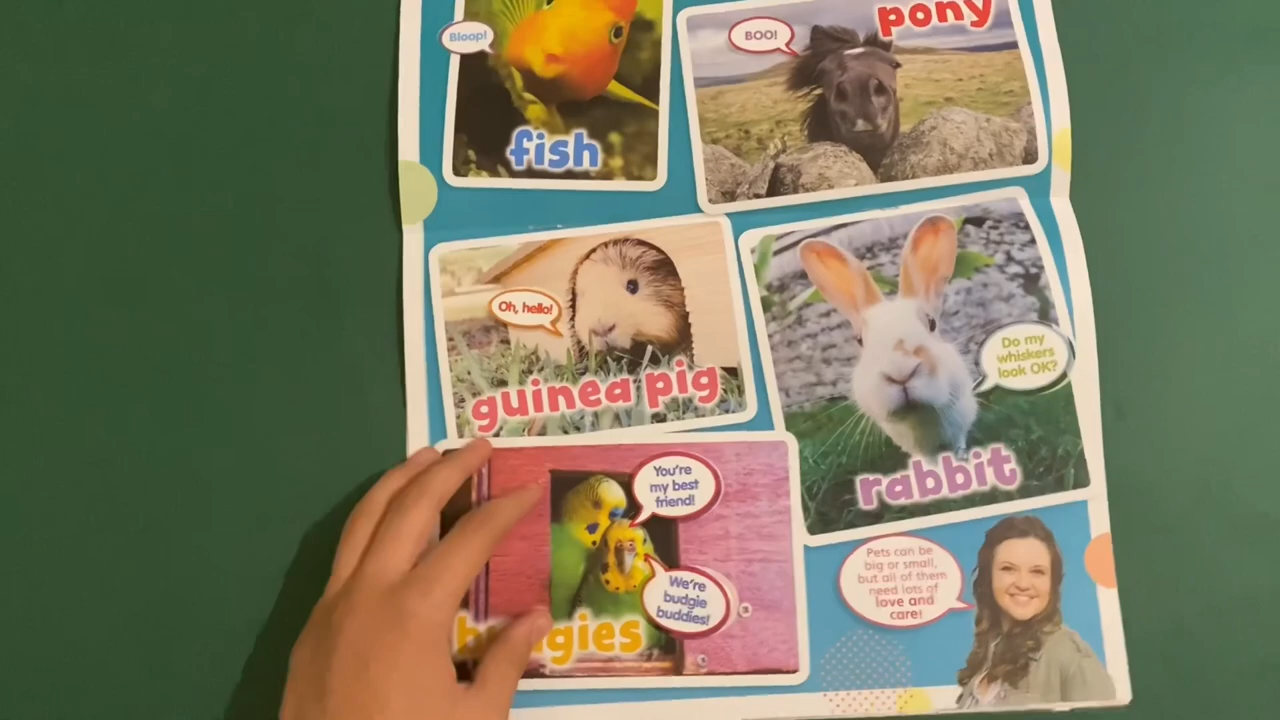 Bloop!
fish
BOO!
pony
Oh, hello!
guinea pig
Do my
whiskers
look OK?
rabbit
You're
my best
friend!
We're
budgie
buddies!
budgies
Pets can be
big or small,
but all of them
need lots of
love and
care!